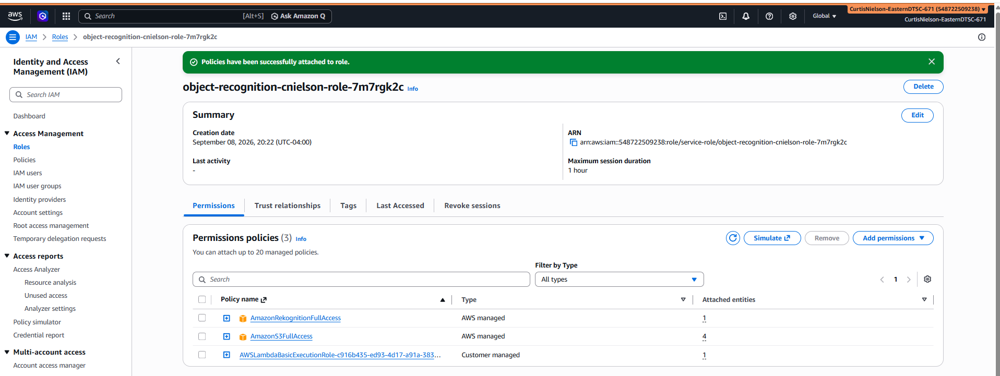 aws
Search
[Alt+S]
Ask Amazon Q
Global
CurtisNielson-EasternDTSC-671 (548722509238)
CurtisNielson-EasternDTSC-671
IAM
Roles
object-recognition-cnielson-role-7m7rgk2c
Identity and Access
Management (IAM)
Search IAM
Dashboard
Access Management
Roles
Policies
IAM users
IAM user groups
Identity providers
Account settings
Root access management
Temporary delegation requests
Access reports
Access Analyzer
Resource analysis
Unused access
Analyzer settings
Policy simulator
Credential report
Multi-account access
Account access manager
Policies have been successfully attached to role.
object-recognition-cnielson-role-7m7rgk2c Info
Delete
Summary
Edit
Creation date
September 08, 2026, 20:22 (UTC-04:00)
ARN
arn:aws:iam::548722509238:role/service-role/object-recognition-cnielson-role-7m7rgk2c
Last activity
-
Maximum session duration
1 hour
Permissions
Trust relationships
Tags
Last Accessed
Revoke sessions
Permissions policies (3) Info
Simulate
Remove
Add permissions
You can attach up to 20 managed policies.
Filter by Type
Search
All types
1
Policy name
Type
Attached entities
AmazonRekognitionFullAccess
AWS managed
1
AmazonS3FullAccess
AWS managed
4
AWSLambdaBasicExecutionRole-c916b435-ed93-4d17-a91a-383...
Customer managed
1